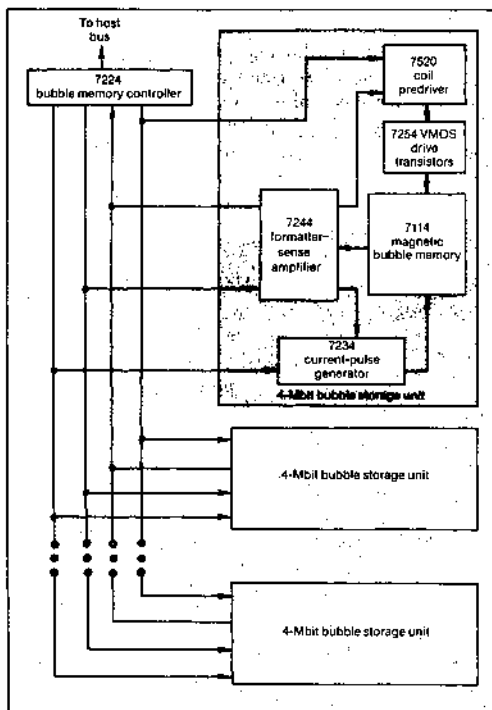 To host
bus
7224
bubble memory controller
7520
coil
predriver
7254 VMOS
drive
transistors
7244
formatter-
sense
amplifier
7114
magnetic
bubble memory
7234
current-pulse
generator
4-Mbit bubble storage unit
4-Mbit bubble storage unit
4-Mbit bubble storage unit